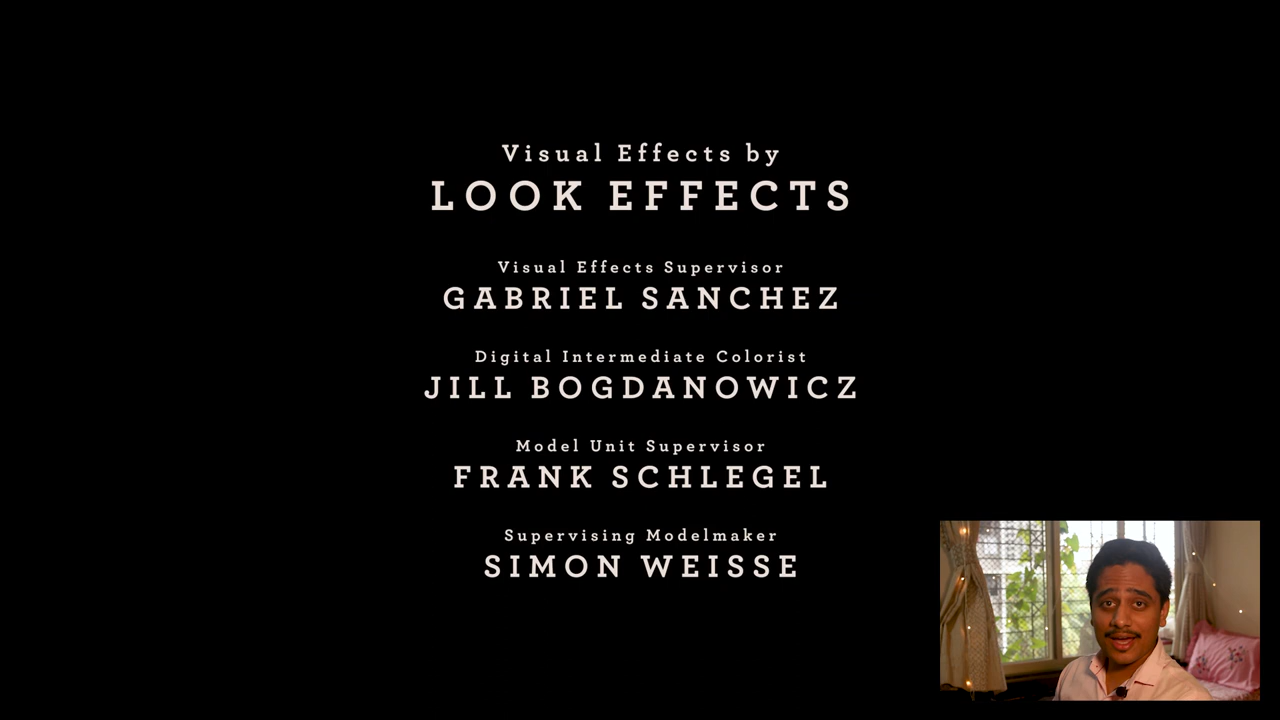 Visual Effects by
LOOK EFFECTS
Visual Effects Supervisor
GABRIEL SANCHEZ
Digital Intermediate Colorist
JILL BOGDANOWICZ
Model Unit Supervisor
FRANK SCHLEGEL
Supervising Modelmaker
SIMON WEISSE